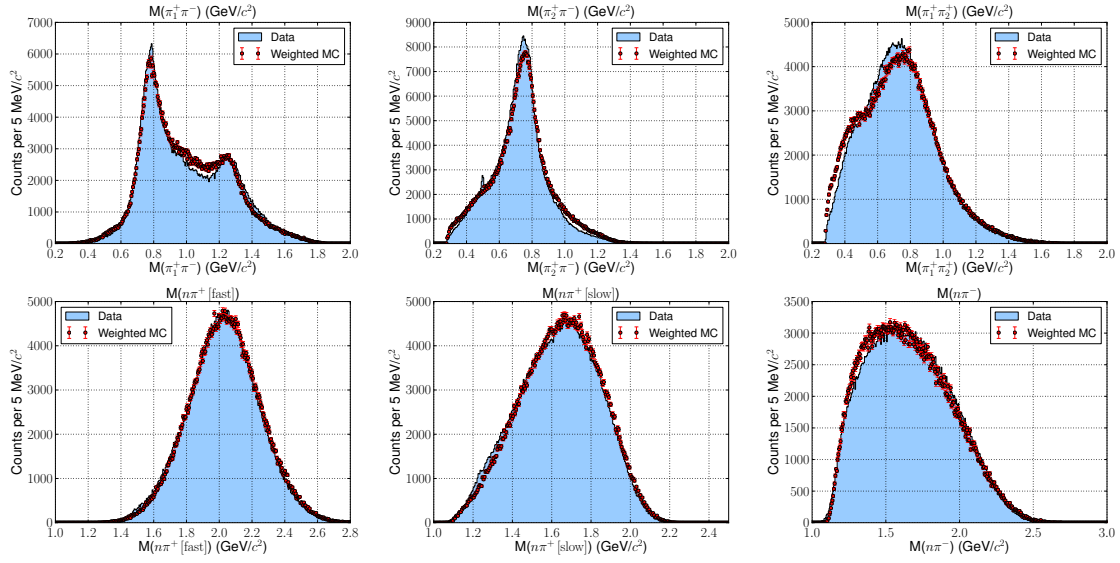 M(π₁⁺π⁻) (GeV/c²)
M(π₂⁺π⁻) (GeV/c²)
M(π₁⁺π₂⁺) (GeV/c²)
Counts per 5 MeV/c²
7000
6000
5000
4000
3000
2000
1000
0
Data
Weighted MC
0.2 0.4 0.6 0.8 1.0 1.2 1.4 1.6 1.8 2.0
M(π₁⁺π⁻) (GeV/c²)
Counts per 5 MeV/c²
9000
8000
7000
6000
5000
4000
3000
2000
1000
0
Data
Weighted MC
0.2 0.4 0.6 0.8 1.0 1.2 1.4 1.6 1.8 2.0
M(π₂⁺π⁻) (GeV/c²)
Counts per 5 MeV/c²
5000
4000
3000
2000
1000
0
Data
Weighted MC
0.2 0.4 0.6 0.8 1.0 1.2 1.4 1.6 1.8 2.0
M(π₁⁺π₂⁺) (GeV/c²)
M(nπ⁺[fast])
M(nπ⁺[slow])
M(nπ⁻)
Counts per 5 MeV/c²
5000
4000
3000
2000
1000
0
Data
Weighted MC
1.0 1.2 1.4 1.6 1.8 2.0 2.2 2.4 2.6 2.8
M(nπ⁺[fast]) (GeV/c²)
Counts per 5 MeV/c²
5000
4000
3000
2000
1000
0
Data
Weighted MC
1.0 1.2 1.4 1.6 1.8 2.0 2.2 2.4
M(nπ⁺[slow]) (GeV/c²)
Counts per 5 MeV/c²
3500
3000
2500
2000
1500
1000
500
0
Data
Weighted MC
1.0 1.5 2.0 2.5 3.0
M(nπ⁻) (GeV/c²)